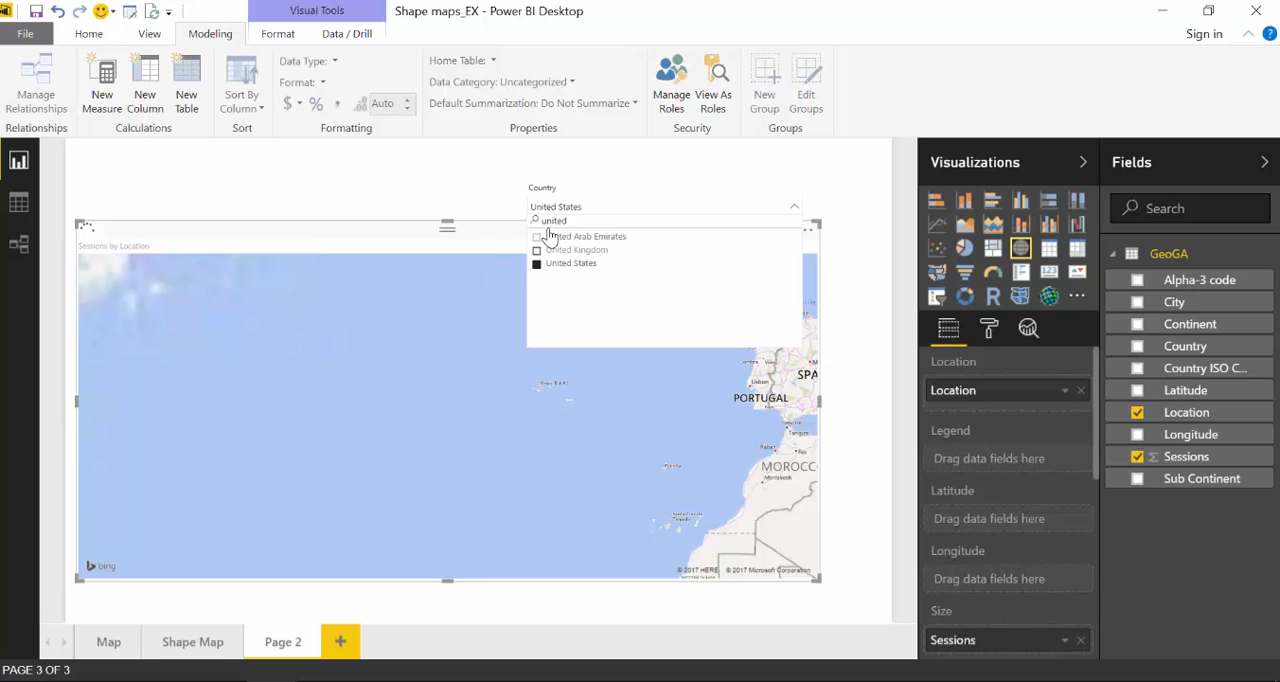 Visual Tools
Shape maps_EX - Power BI Desktop
File
Home
View
Modeling
Format
Data / Drill
Sign in
Manage
Relationships
New
Measure
New
Column
New
Table
Sort By
Column
Data Type:
Format:
$ % , Auto
Home Table:
Data Category: Uncategorized
Default Summarization: Do Not Summarize
Manage
Roles
View As
Roles
New
Group
Edit
Groups
Relationships
Calculations
Sort
Formatting
Properties
Security
Groups
Country
United States
united
United Arab Emirates
United Kingdom
United States
Sessions by Location
SPA
Lisbon
PORTUGAL
MOROCC
Marrakesh
bing
© 2017 HERE © 2017 Microsoft Corporation
Visualizations
Location
Location
Legend
Drag data fields here
Latitude
Drag data fields here
Longitude
Drag data fields here
Size
Sessions
Fields
Search
GeoGA
Alpha-3 code
City
Continent
Country
Country ISO C...
Latitude
Location
Longitude
Sessions
Sub Continent
Map
Shape Map
Page 2
PAGE 3 OF 3